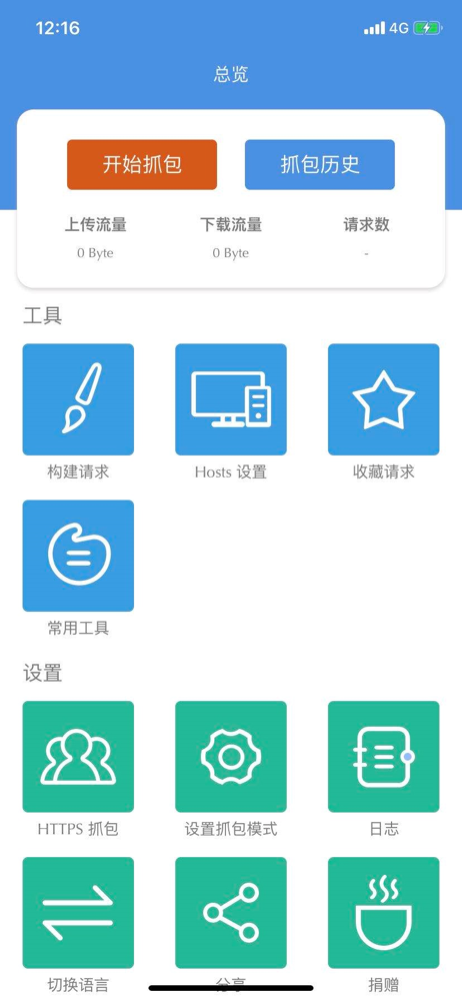 12:16
4G
总览
开始抓包
抓包历史
上传流量
下载流量
请求数
0 Byte
0 Byte
-
工具
构建请求
Hosts 设置
收藏请求
常用工具
设置
HTTPS 抓包
设置抓包模式
日志
切换语言
分享
捐赠